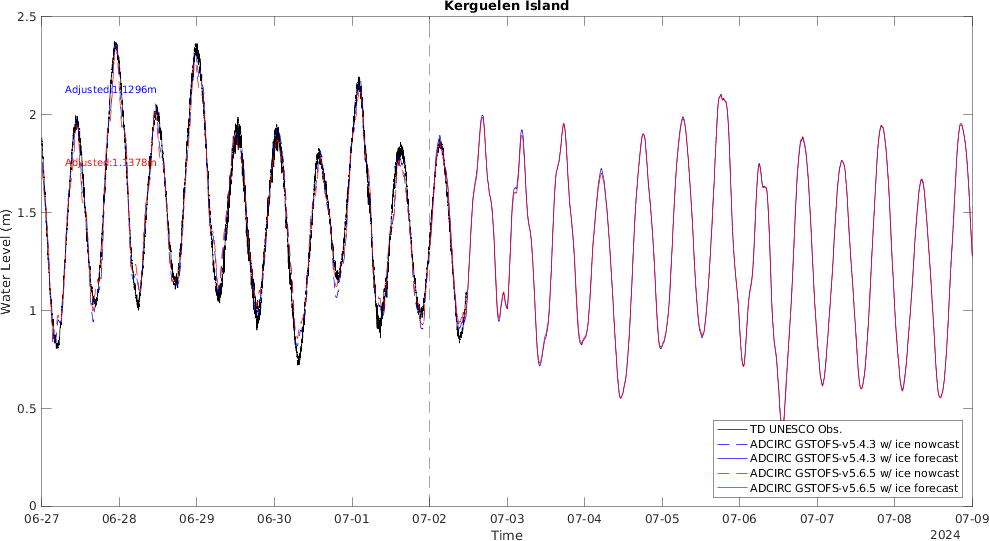 Kerguelen Island
2.5
2
1.5
1
0.5
0
Water Level (m)
Adjusted:1.1296m
Adjusted:1.1378m
TD UNESCO Obs.
ADCIRC GSTOFS-v5.4.3 w/ ice nowcast
ADCIRC GSTOFS-v5.4.3 w/ ice forecast
ADCIRC GSTOFS-v5.6.5 w/ ice nowcast
ADCIRC GSTOFS-v5.6.5 w/ ice forecast
06-27 06-28 06-29 06-30 07-01 07-02 07-03 07-04 07-05 07-06 07-07 07-08 07-09
Time
2024